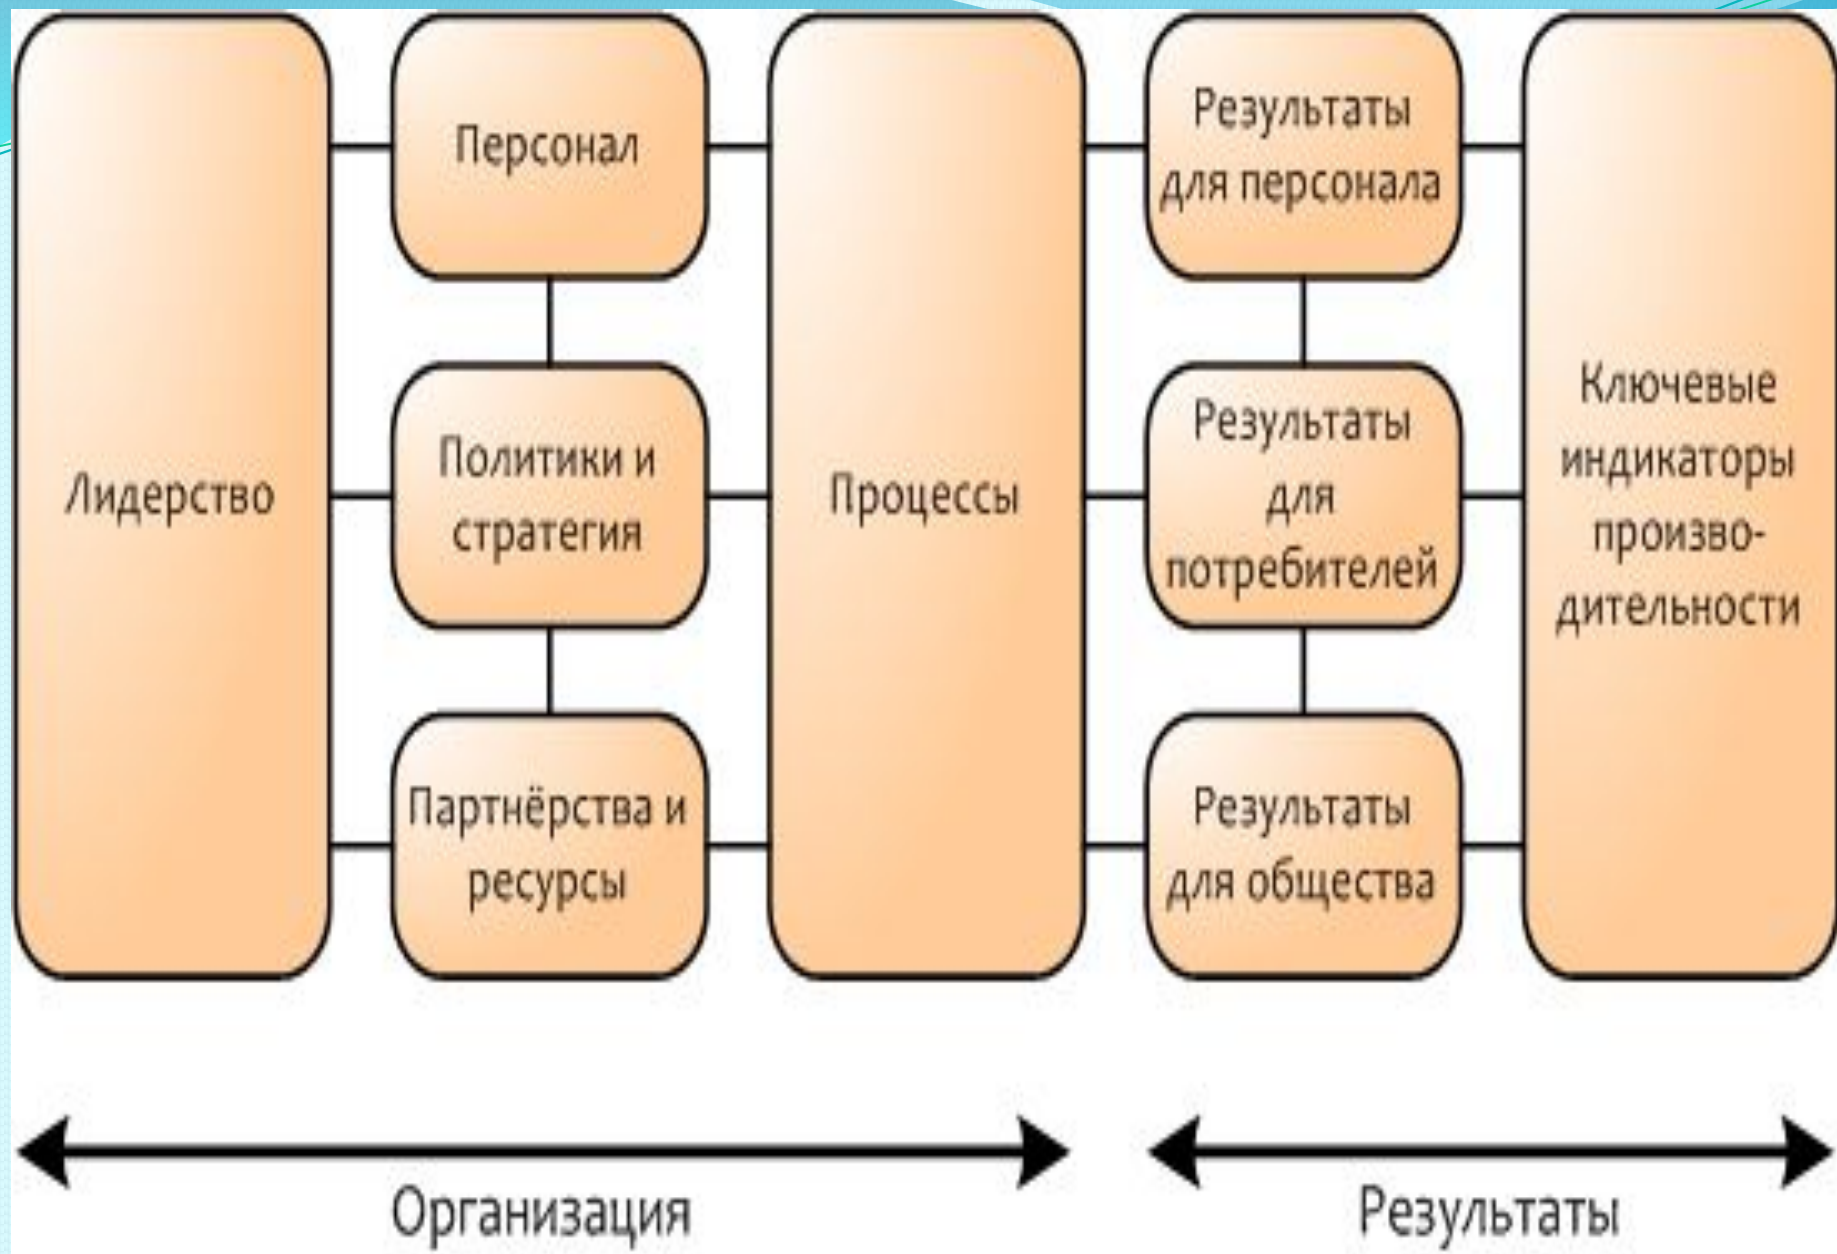 Лидерство
Персонал
Политики и
стратегия
Партнёрства и
ресурсы
Процессы
Результаты
для персонала
Результаты
для
потребителей
Результаты
для общества
Ключевые
индикаторы
произво-
дительности
Организация
Результаты